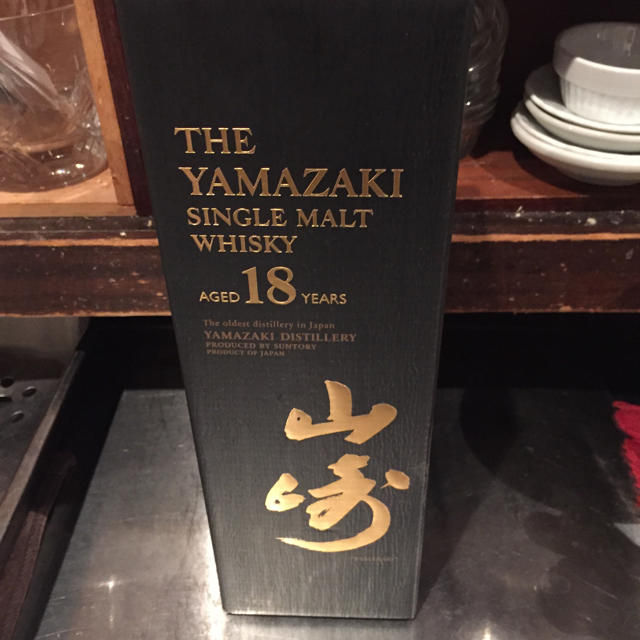 THE
YAMAZAKI
SINGLE MALT
WHISKY
AGED 18 YEARS
The oldest distillery in Japan
YAMAZAKI DISTILLERY
PRODUCED BY SUNTORY
PRODUCT OF JAPAN
山
崎